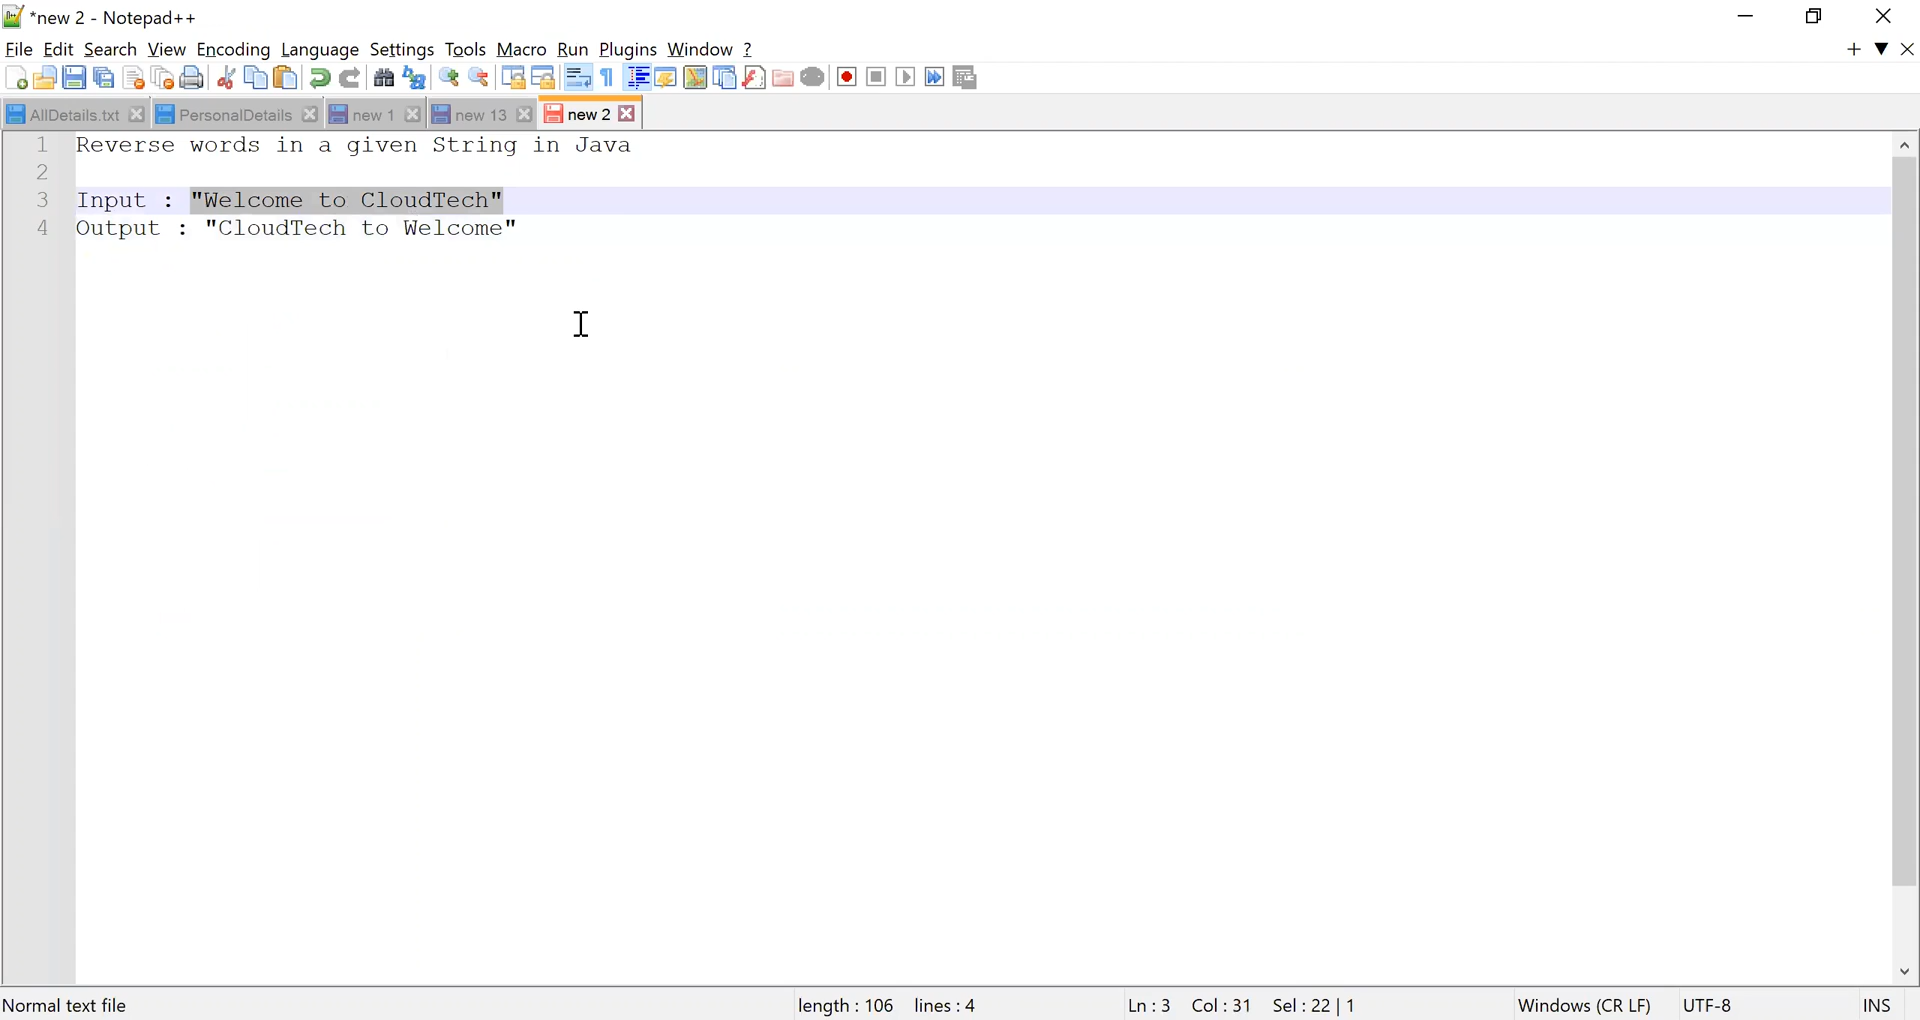 *new 2 - Notepad++
File Edit Search View Encoding Language Settings Tools Macro Run Plugins Window ?
AllDetails.txt PersonalDetails new 1 new 13 new 2
1 Reverse words in a given String in Java
2
3 Input : "Welcome to CloudTech"
4 Output : "CloudTech to Welcome"
Normal text file length : 106 lines : 4 Ln : 3 Col : 31 Sel : 22 | 1 Windows (CR LF) UTF-8 INS